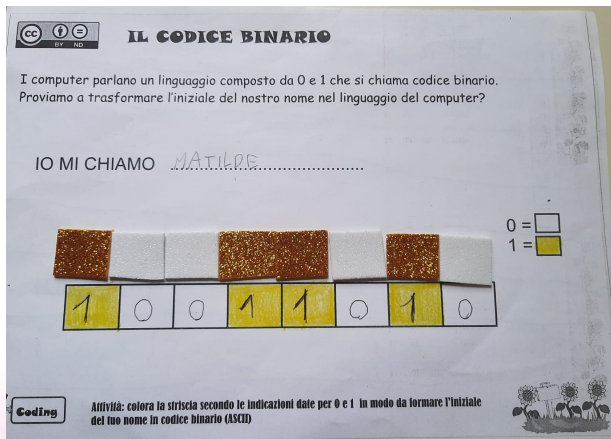 cc BY ND
IL CODICE BINARIO
I computer parlano un linguaggio composto da 0 e 1 che si chiama codice binario.
Proviamo a trasformare l'iniziale del nostro nome nel linguaggio del computer?
IO MI CHIAMO MATILDE
0 =
1 =
1 0 0 1 1 0 1 0
Coding
Attività: colora la striscia secondo le indicazioni date per 0 e 1 in modo da formare l'iniziale
del tuo nome in codice binario (ASCII)